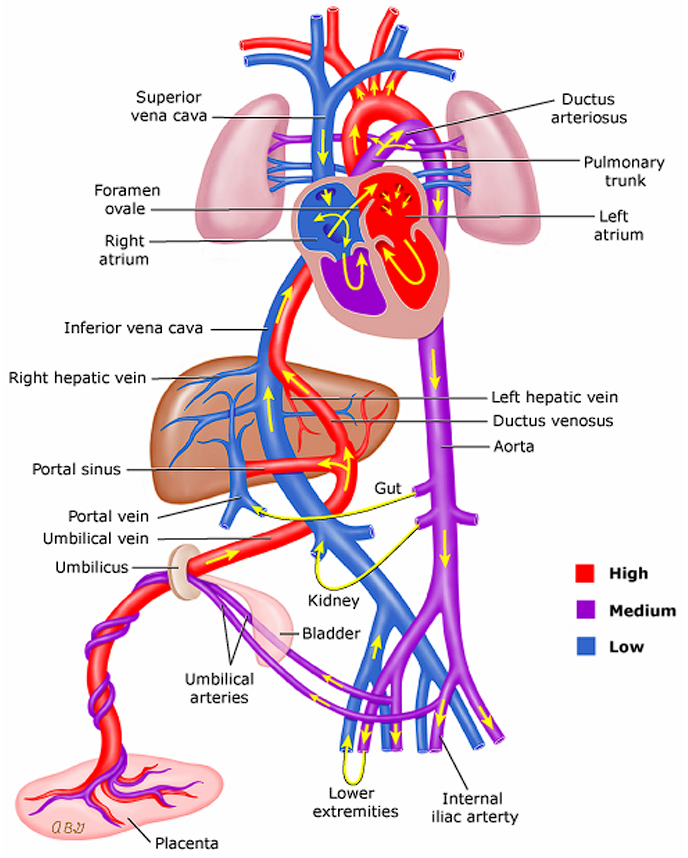 Superior
vena cava
Ductus
arteriosus
Pulmonary
trunk
Foramen
ovale
Left
atrium
Right
atrium
Inferior vena cava
Right hepatic vein
Left hepatic vein
Ductus venosus
Aorta
Portal sinus
Gut
Portal vein
Umbilical vein
Umbilicus
High
Kidney
Medium
Bladder
Low
Umbilical
arteries
Lower
extremities
Internal
iliac arterty
Placenta